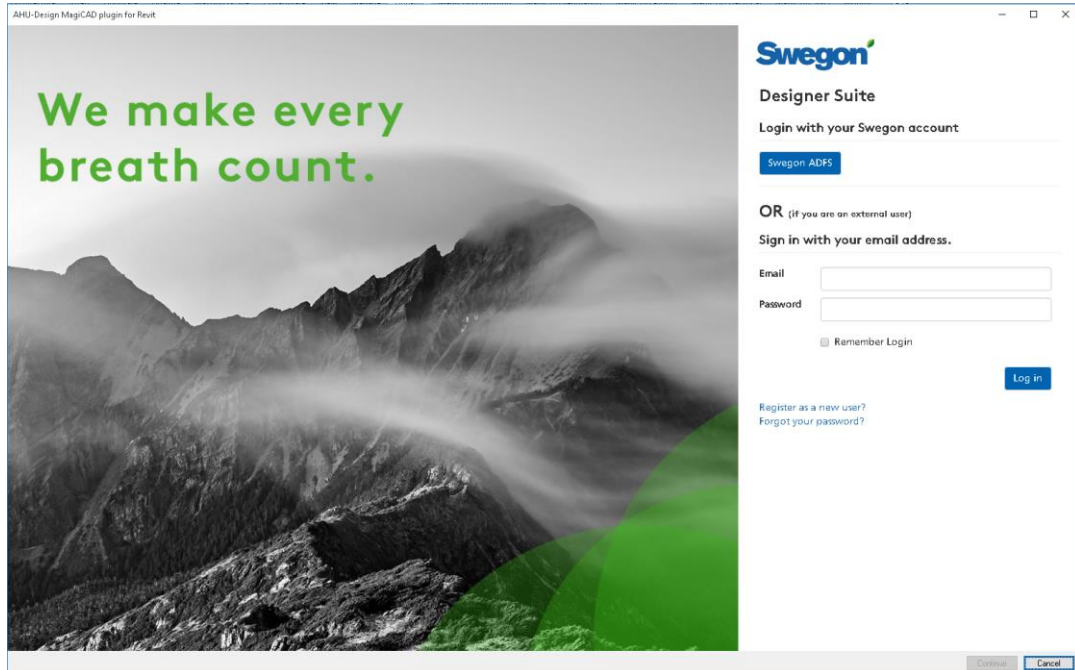 AHU-Design MagiCAD plugin for Revit
We make every
breath count.
Swegon
Designer Suite
Login with your Swegon account
Swegon ADFS
OR (if you are an external user)
Sign in with your email address.
Email
Password
Remember Login
Log in
Register as a new user?
Forgot your password?
Continue
Cancel